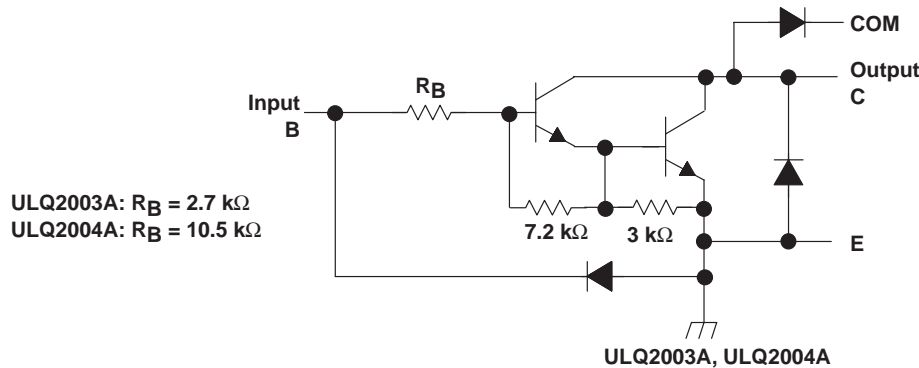 COM
Output
C
RB
Input
B
ULQ2003A: RB = 2.7 kΩ
ULQ2004A: RB = 10.5 kΩ
7.2 kΩ
3 kΩ
E
ULQ2003A, ULQ2004A